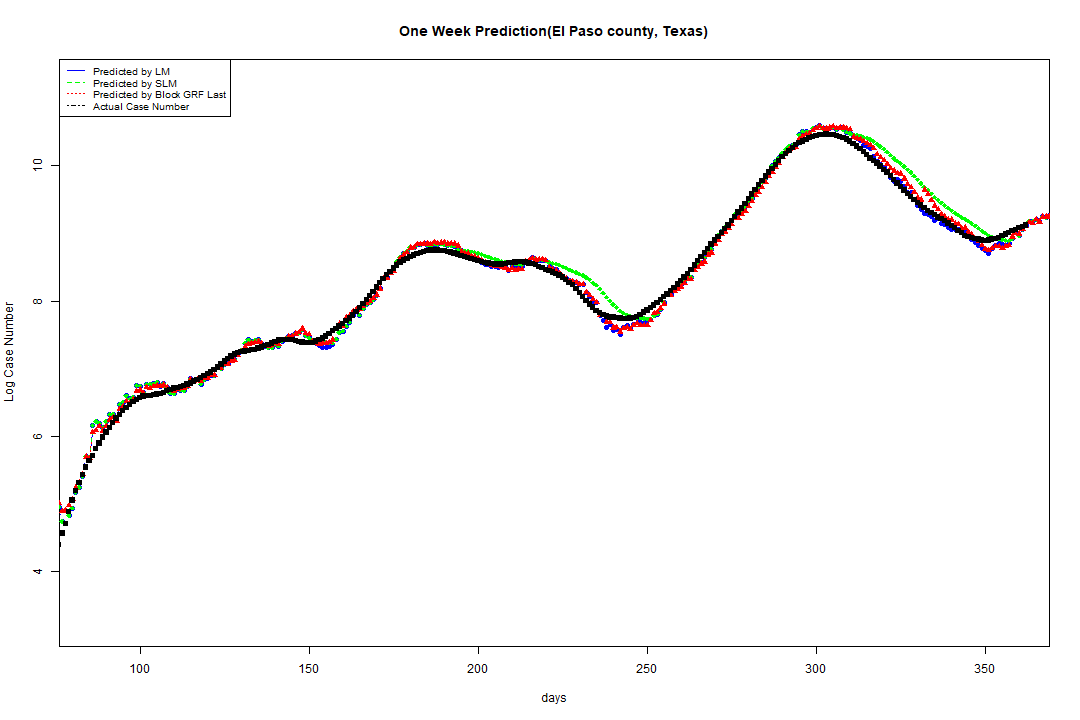 One Week Prediction(El Paso county, Texas)
Predicted by LM
Predicted by SLM
Predicted by Block GRF Last
Actual Case Number
10
8
6
4
Log Case Number
100 150 200 250 300 350
days